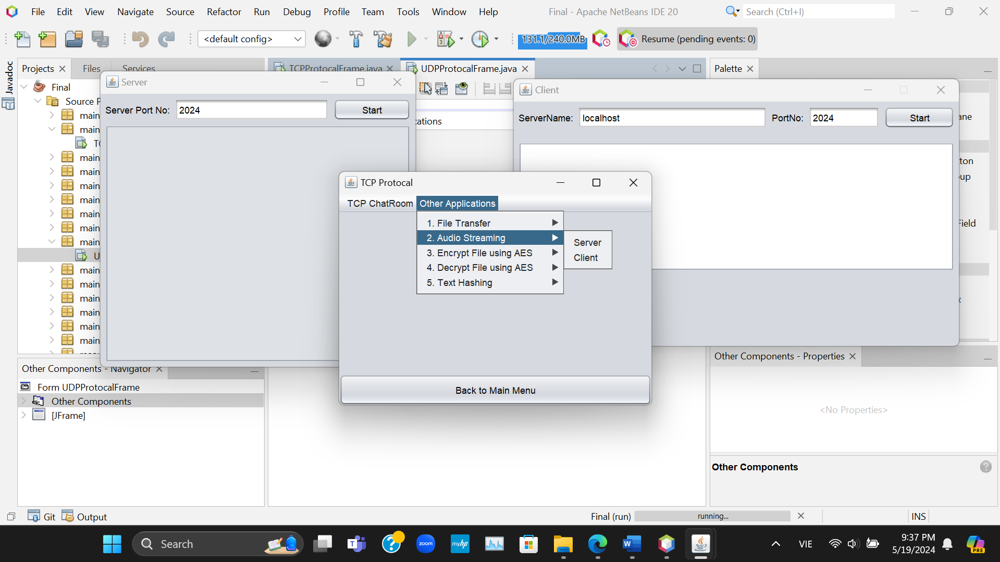 File Edit View Navigate Source Refactor Run Debug Profile Team Tools Window Help
Final - Apache NetBeans IDE 20
Search (Ctrl+I)
<default config>
131.1/240.0MB
Resume (pending events: 0)
Javadoc
Projects
Files
Services
TCPProtocalFrame.java
UDPProtocalFrame.java
Palette
Final
Source P
main
main
TC
main
main
main
main
main
main
main
U
main
main
main
main
main
main
Server
Server Port No: 2024 Start
cations
Client
ServerName: localhost PortNo: 2024 Start
ane
ton
oup
Field
TCP Protocal
TCP ChatRoom Other Applications
1. File Transfer
2. Audio Streaming
3. Encrypt File using AES
4. Decrypt File using AES
5. Text Hashing
Server
Client
Back to Main Menu
Other Components - Navigator
Form UDPProtocalFrame
Other Components
[JFrame]
Other Components - Properties
<No Properties>
Other Components
?
Git
Output
Final (run)
running...
INS
Search
zoom
myhp
VIE
9:37 PM
5/19/2024
PRE